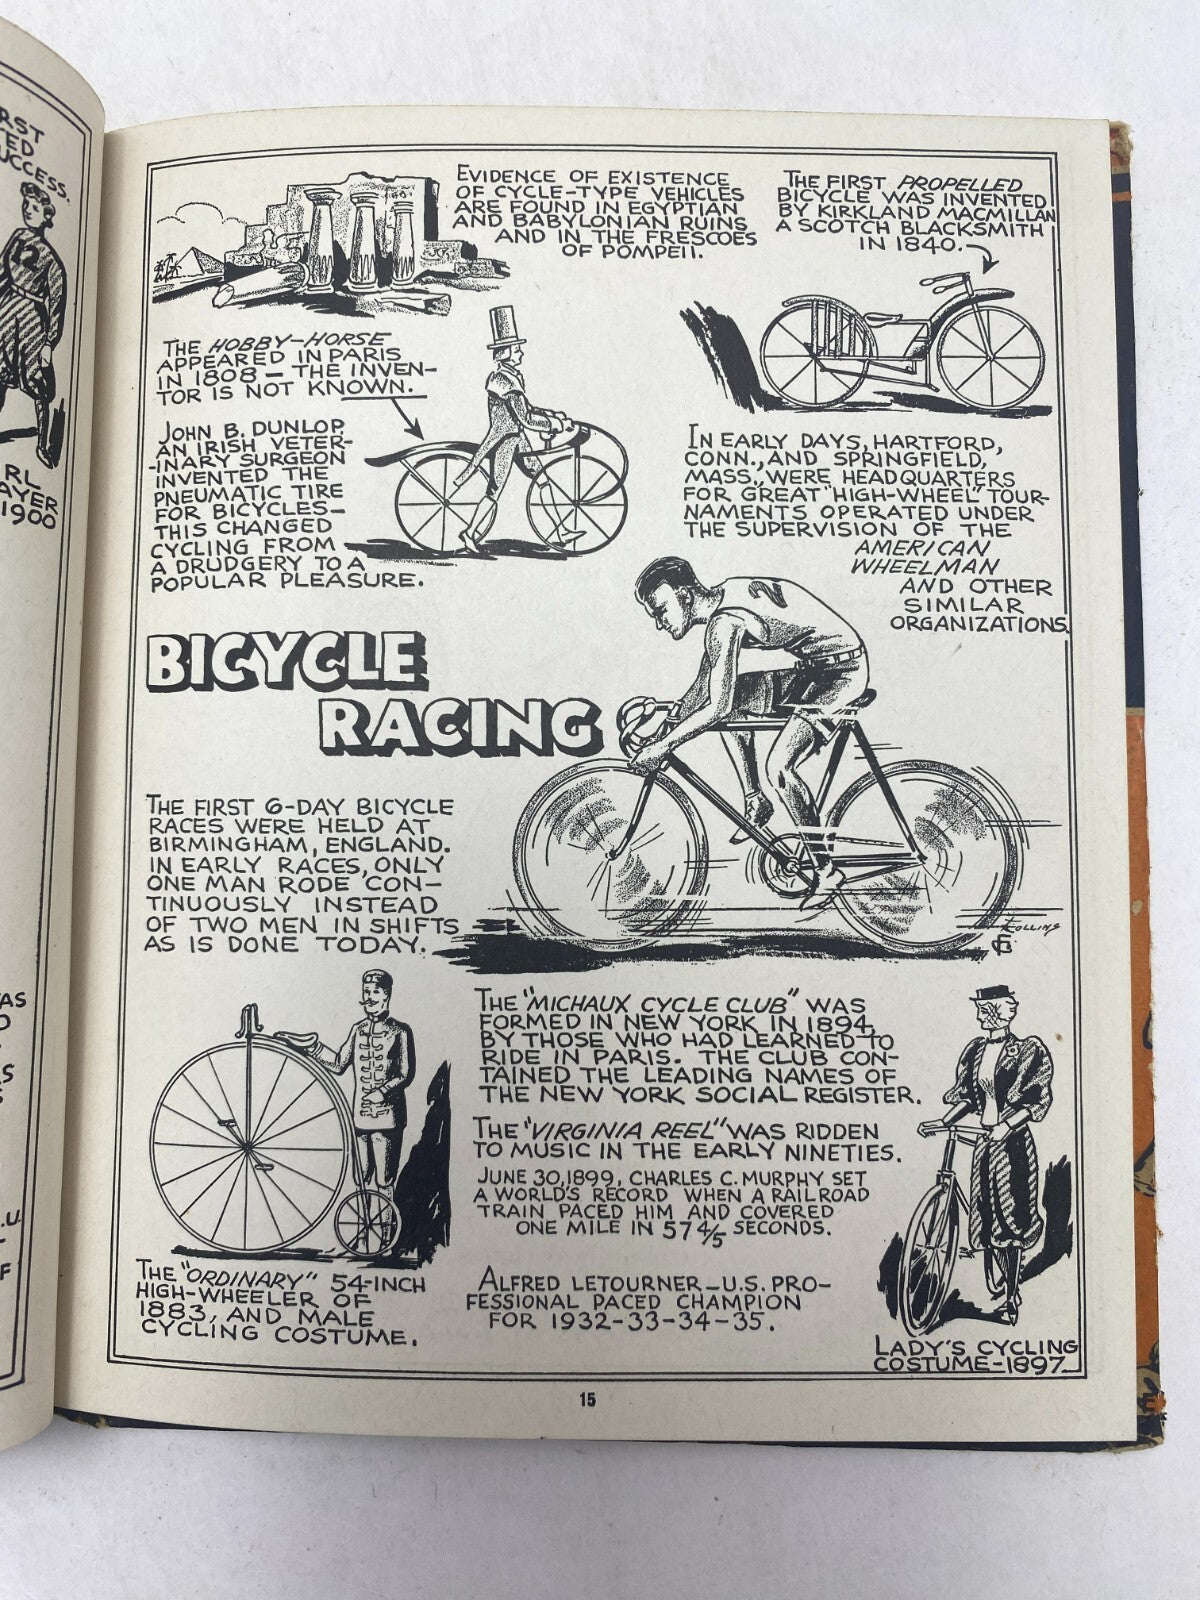 RST
TED
UCCESS.
RL
AYER
1900
AS
S
.U.
F
EVIDENCE OF EXISTENCE
OF CYCLE-TYPE VEHICLES
ARE FOUND IN EGYPTIAN
AND BABYLONIAN RUINS
AND IN THE FRESCOES
OF POMPEII.
THE FIRST PROPELLED
BICYCLE WAS INVENTED
BY KIRKLAND MACMILLAN
A SCOTCH BLACKSMITH
IN 1840.
THE HOBBY-HORSE
APPEARED IN PARIS
IN 1808 - THE INVEN-
TOR IS NOT KNOWN.
JOHN B. DUNLOP,
AN IRISH VETER-
-INARY SURGEON
INVENTED THE
PNEUMATIC TIRE
FOR BICYCLES-
THIS CHANGED
CYCLING FROM
A DRUDGERY TO A
POPULAR PLEASURE.
IN EARLY DAYS, HARTFORD,
CONN., AND SPRINGFIELD,
MASS., WERE HEADQUARTERS
FOR GREAT "HIGH-WHEEL" TOUR-
NAMENTS OPERATED UNDER
THE SUPERVISION OF THE
AMERICAN
WHEELMAN
AND OTHER
SIMILAR
ORGANIZATIONS.
2
BICYCLE
RACING
THE FIRST 6-DAY BICYCLE
RACES WERE HELD AT
BIRMINGHAM, ENGLAND.
IN EARLY RACES, ONLY
ONE MAN RODE CON-
TINUOUSLY INSTEAD
OF TWO MEN IN SHIFTS
AS IS DONE TODAY.
COLLINS
THE "MICHAUX CYCLE CLUB" WAS
FORMED IN NEW YORK IN 1894,
BY THOSE WHO HAD LEARNED TO
RIDE IN PARIS. THE CLUB CON-
TAINED THE LEADING NAMES OF
THE NEW YORK SOCIAL REGISTER.
THE "VIRGINIA REEL" WAS RIDDEN
TO MUSIC IN THE EARLY NINETIES.
JUNE 30, 1899, CHARLES C. MURPHY SET
A WORLD'S RECORD WHEN A RAILROAD
TRAIN PACED HIM AND COVERED
ONE MILE IN 57 4/5 SECONDS.
ALFRED LETOURNER - U.S. PRO-
FESSIONAL PACED CHAMPION
FOR 1932-33-34-35.
THE "ORDINARY" 54-INCH
HIGH-WHEELER OF
1883, AND MALE
CYCLING COSTUME.
LADY'S CYCLING
COSTUME-1897.
15